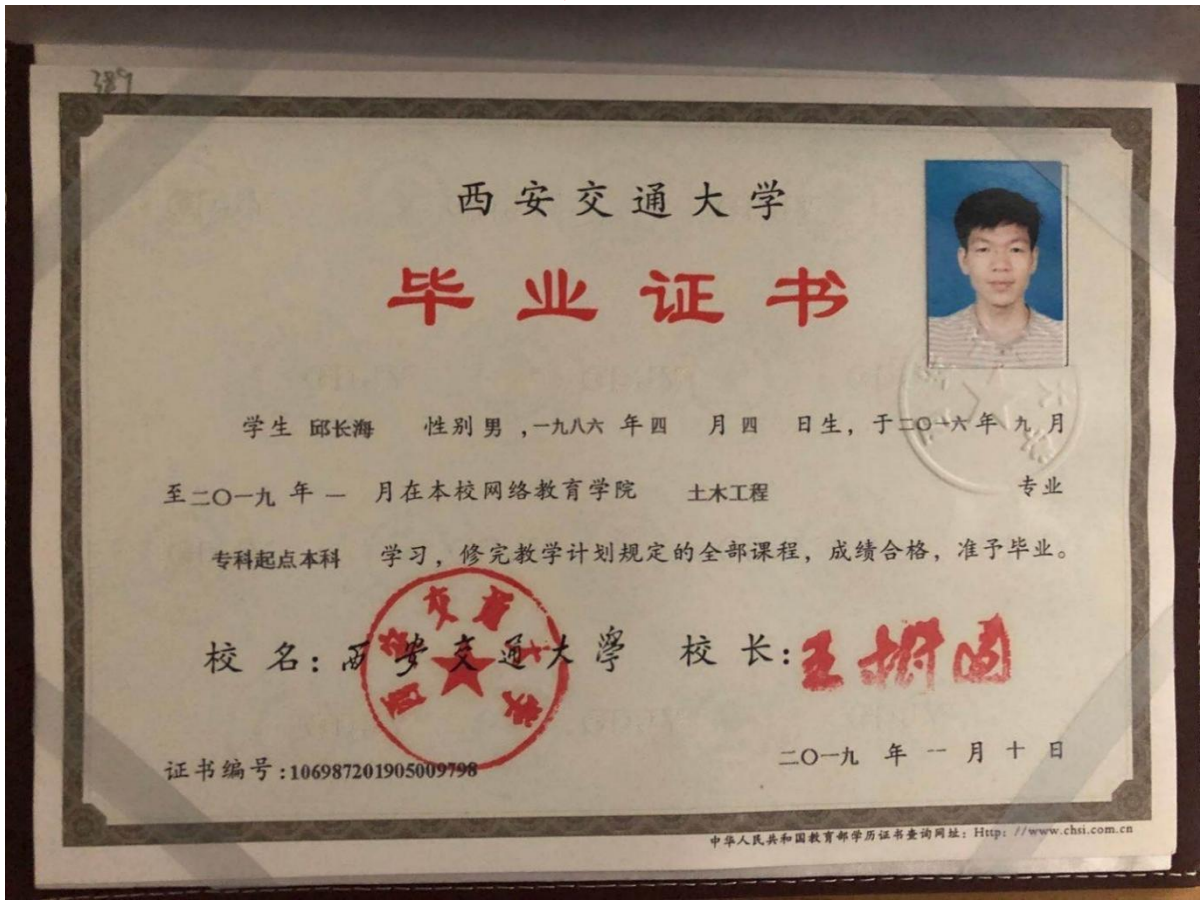 389
西安交通大学
毕业证书
学生 邱长海 性别 男 ,一九八六 年 四 月 四 日生，于二〇一六年 九 月
至二〇一九 年 一 月在本校网络教育学院 土木工程 专业
专科起点本科 学习，修完教学计划规定的全部课程，成绩合格，准予毕业。
校 名：西安交通大學 校 长：王树国
西安交通大学
证书编号:106987201905009798 二〇一九 年 一 月 十 日
中华人民共和国教育部学历证书查询网址：Http：//www.chsi.com.cn